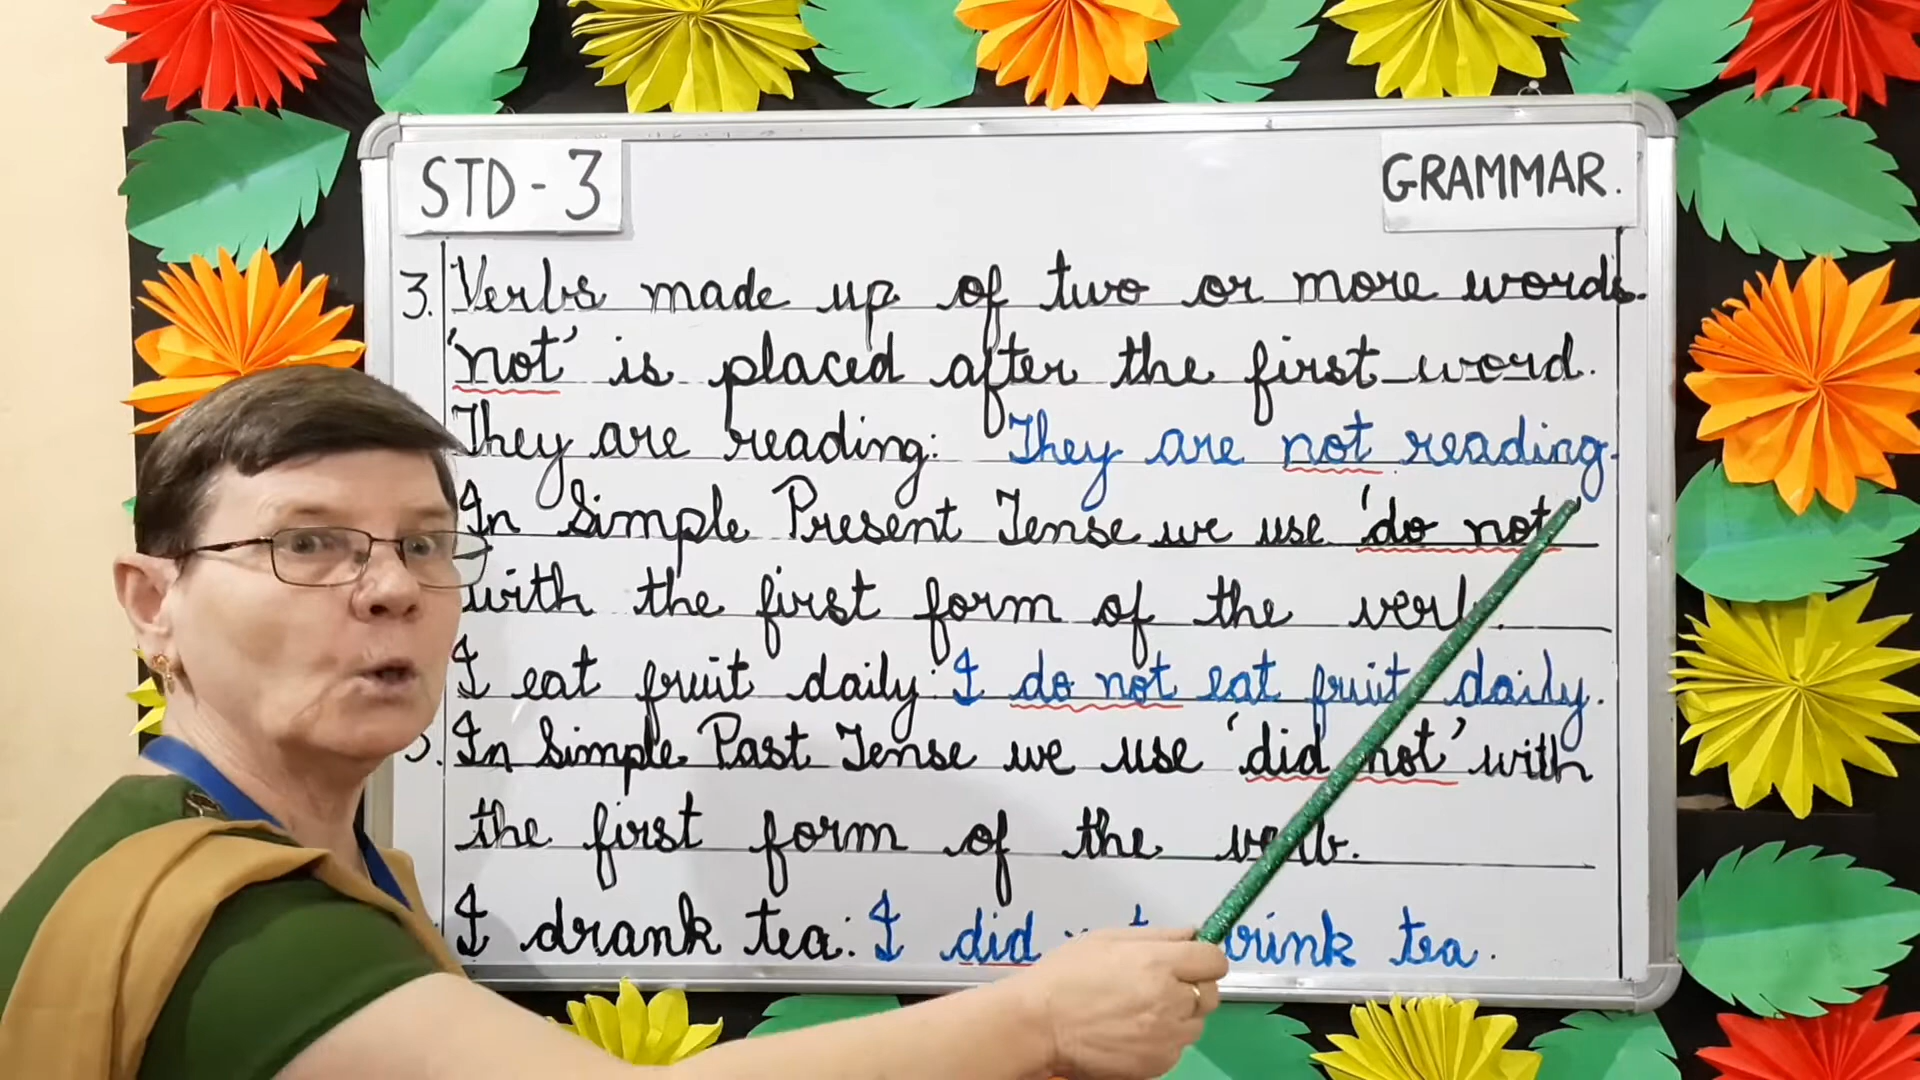 STD - 3
GRAMMAR.
3. Verbs made up of two or more words.
'not' is placed after the first word.
They are reading: They are not reading.
In Simple Present Tense we use 'do not'
with the first form of the verb.
I eat fruit daily: I do not eat fruit daily.
In Simple Past Tense we use 'did not' with
the first form of the verb.
I drank tea: I did not drink tea.